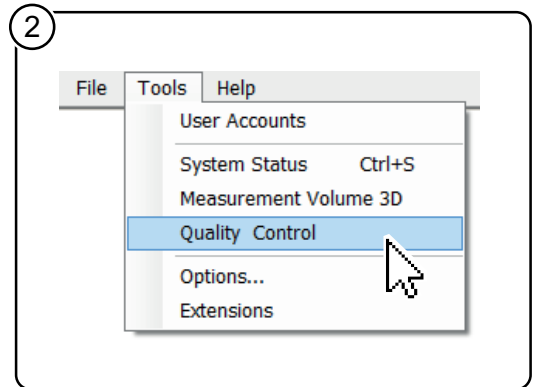 2
File Tools Help
User Accounts
System Status Ctrl+S
Measurement Volume 3D
Quality Control
Options...
Extensions